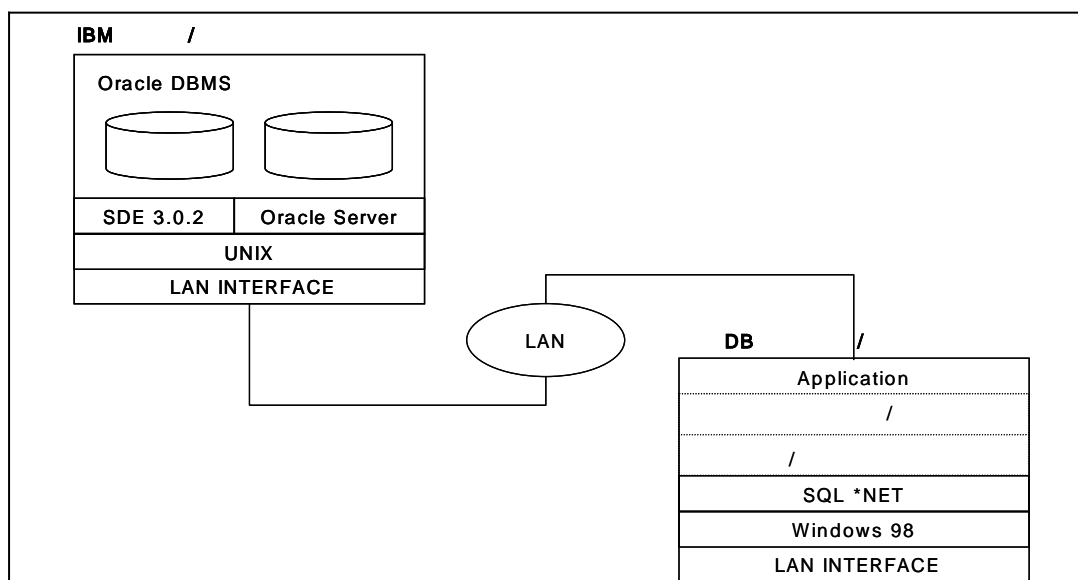 IBM /
Oracle DBMS
SDE 3.0.2 Oracle Server
UNIX
LAN INTERFACE
LAN
DB /
Application
/
/
SQL *NET
Windows 98
LAN INTERFACE